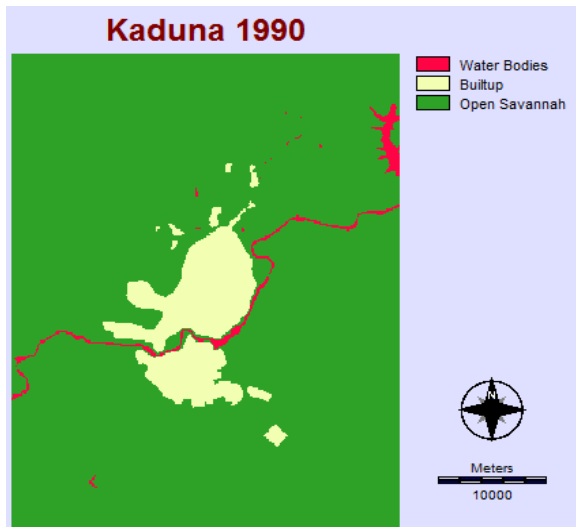 Kaduna 1990
Water Bodies
Builtup
Open Savannah
N
Meters
10000